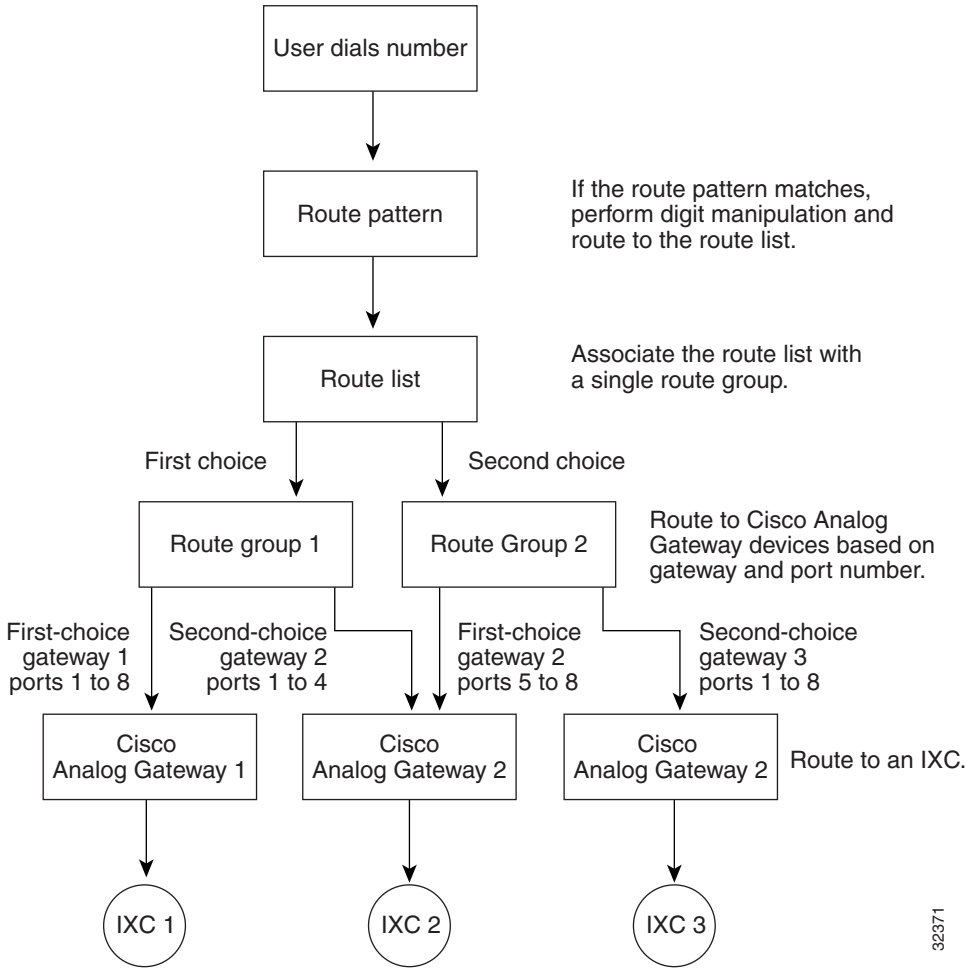 User dials number
Route pattern
If the route pattern matches,
perform digit manipulation and
route to the route list.
Route list
Associate the route list with
a single route group.
First choice
Second choice
Route group 1
Route Group 2
Route to Cisco Analog
Gateway devices based on
gateway and port number.
First-choice
gateway 1
ports 1 to 8
Second-choice
gateway 2
ports 1 to 4
First-choice
gateway 2
ports 5 to 8
Second-choice
gateway 3
ports 1 to 8
Cisco
Analog Gateway 1
Cisco
Analog Gateway 2
Cisco
Analog Gateway 2
Route to an IXC.
IXC 1
IXC 2
IXC 3
32371